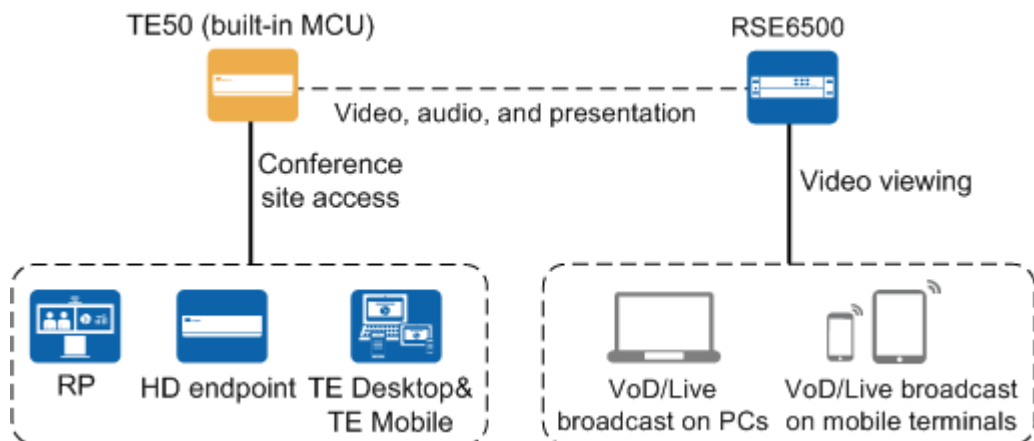 TE50 (built-in MCU)
RSE6500
Video, audio, and presentation
Conference
site access
Video viewing
RP
HD endpoint
TE Desktop&
TE Mobile
VoD/Live
broadcast on PCs
VoD/Live broadcast
on mobile terminals